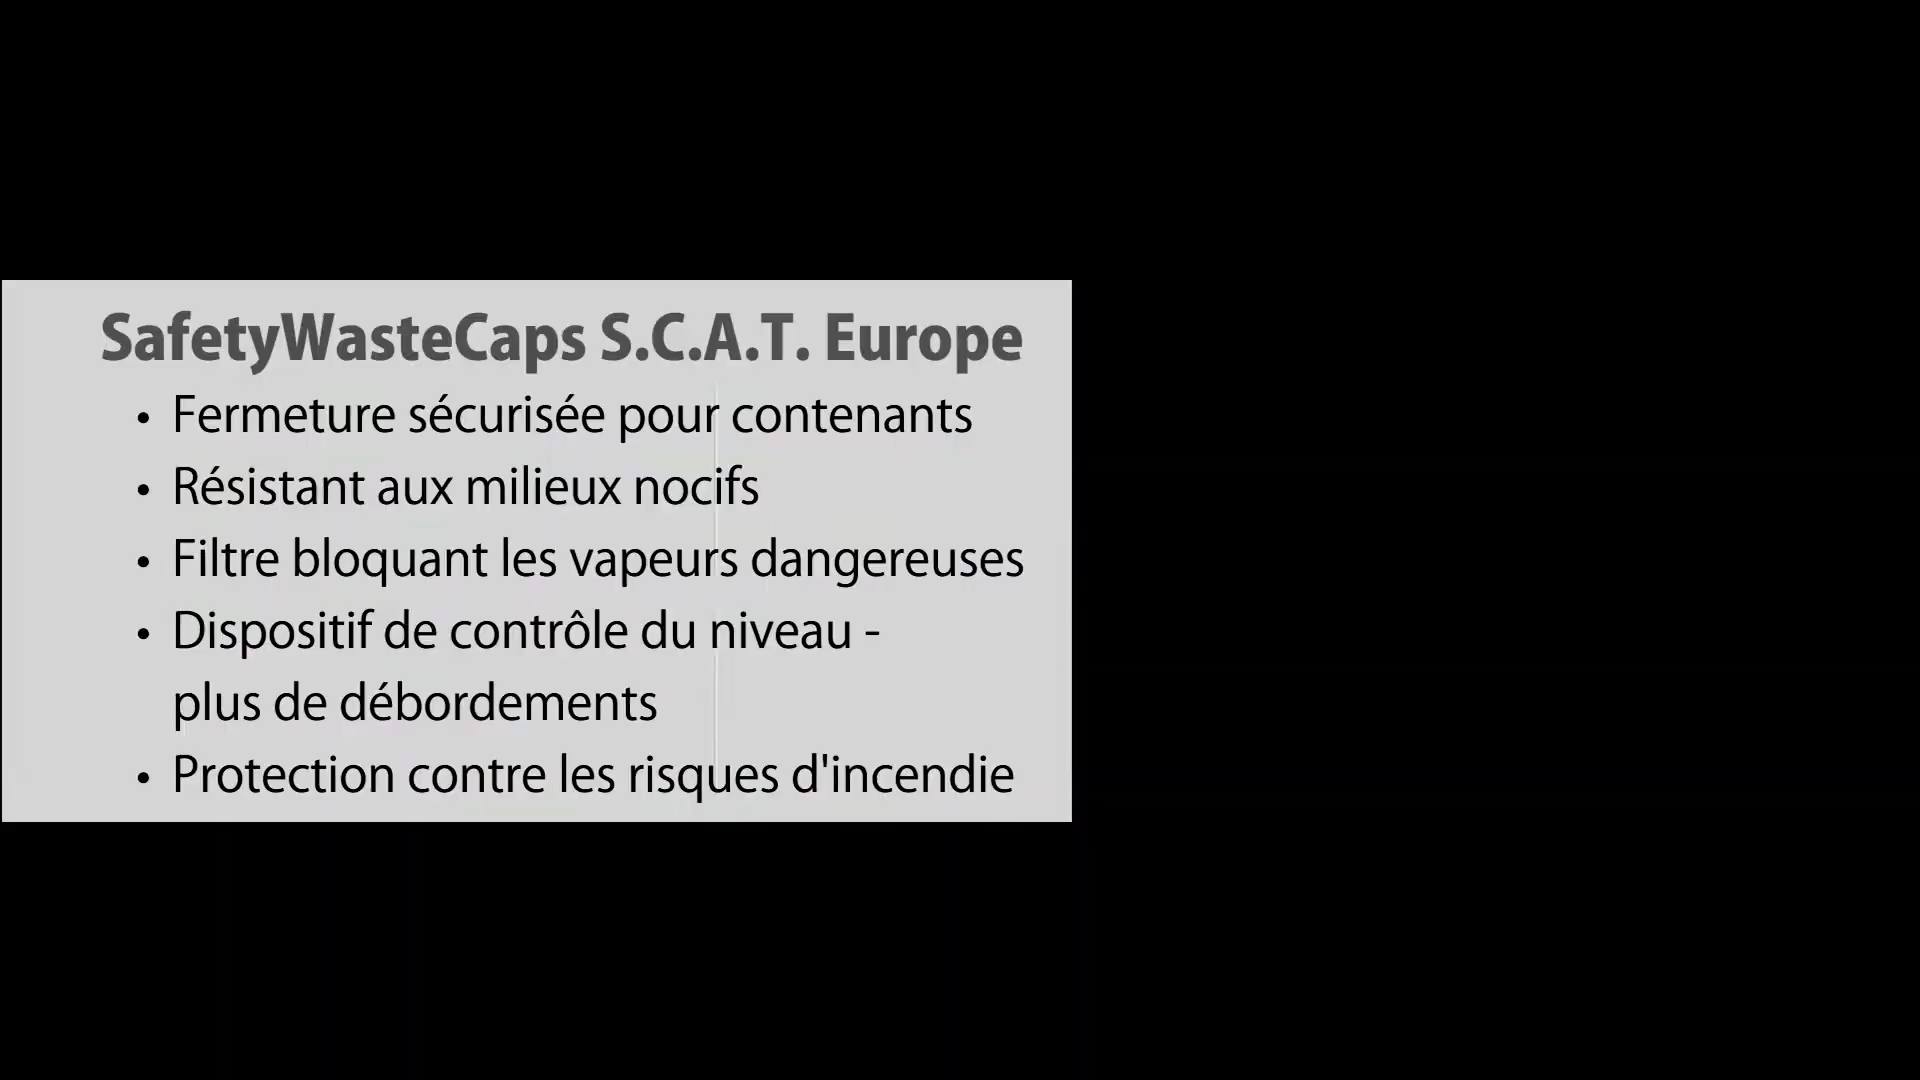 SafetyWasteCaps S.C.A.T. Europe
• Fermeture sécurisée pour contenants
• Résistant aux milieux nocifs
• Filtre bloquant les vapeurs dangereuses
• Dispositif de contrôle du niveau -
plus de débordements
• Protection contre les risques d'incendie